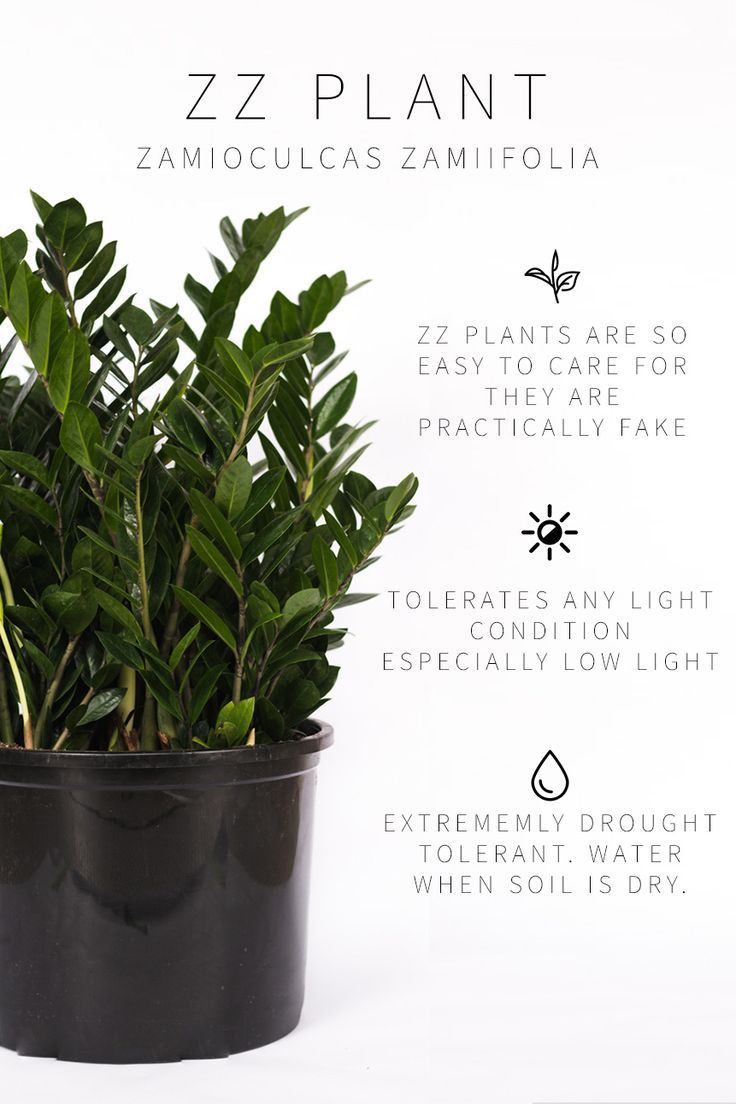 ZZ PLANT
ZAMIOCULCAS ZAMIIFOLIA
ZZ PLANTS ARE SO
EASY TO CARE FOR
THEY ARE
PRACTICALLY FAKE
TOLERATES ANY LIGHT
CONDITION
ESPECIALLY LOW LIGHT
EXTREMEMLY DROUGHT
TOLERANT. WATER
WHEN SOIL IS DRY.